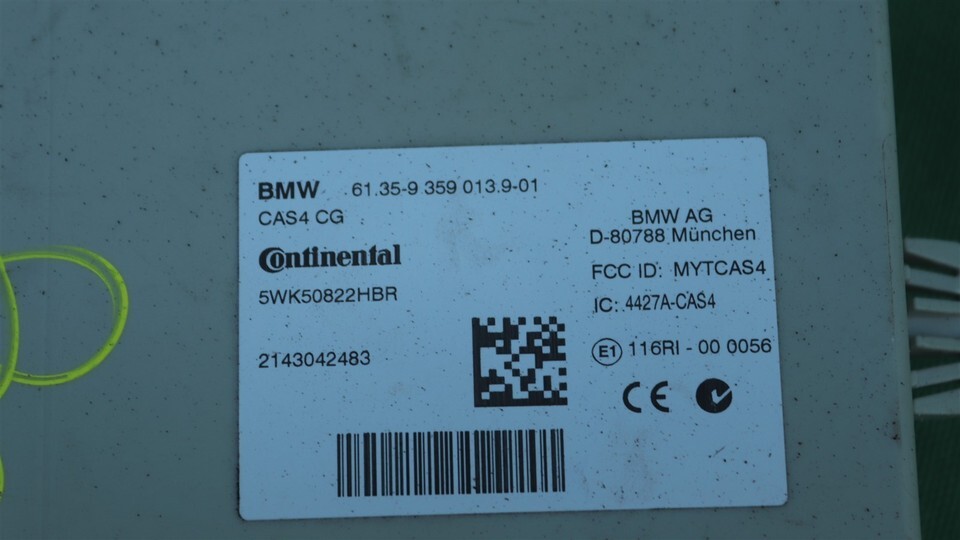 BMW 61.35-9 359 013.9-01
CAS4 CG
Continental
5WK50822HBR
2143042483
BMW AG
D-80788 München
FCC ID: MYTCAS4
IC: 4427A-CAS4
E1 116RI - 00 0056
CE